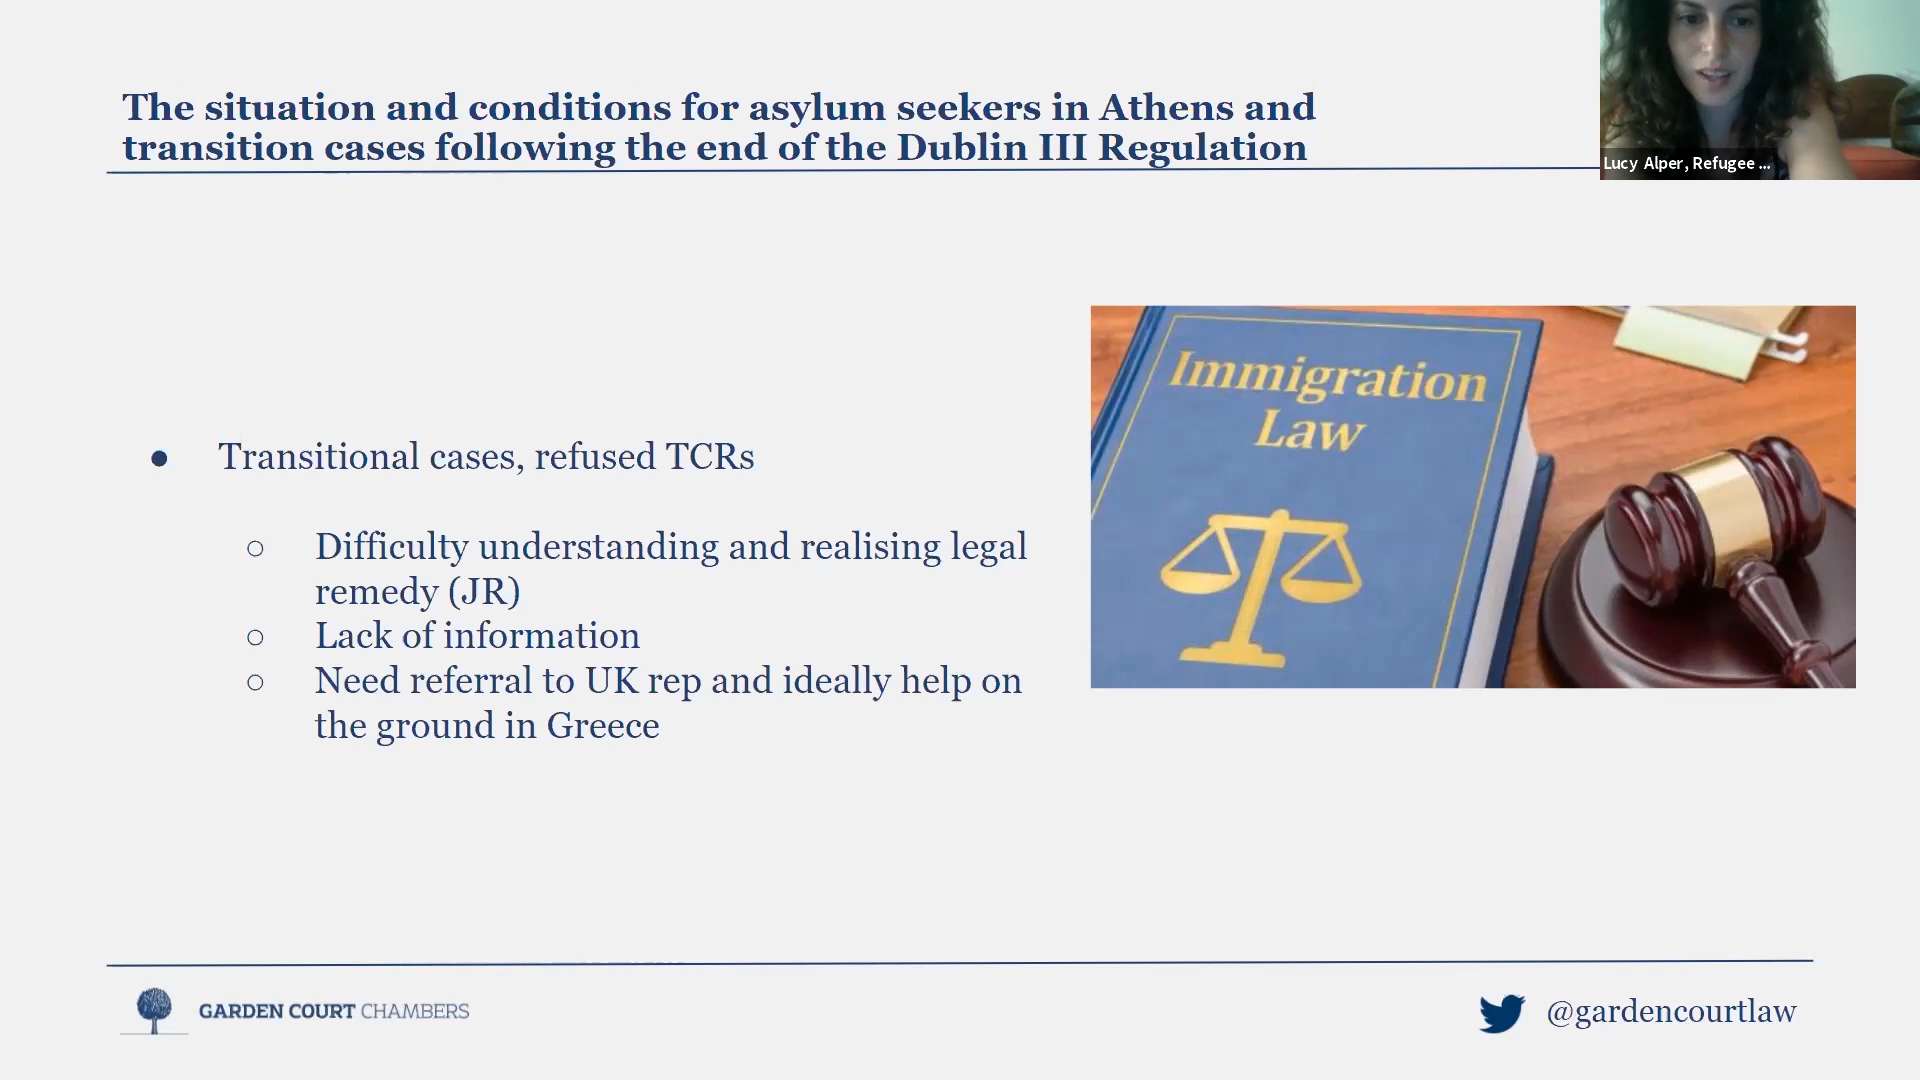 The situation and conditions for asylum seekers in Athens and
transition cases following the end of the Dublin III Regulation
Lucy Alper, Refugee ...
● Transitional cases, refused TCRs
○ Difficulty understanding and realising legal
remedy (JR)
○ Lack of information
○ Need referral to UK rep and ideally help on
the ground in Greece
Immigration
Law
GARDEN COURT CHAMBERS
@gardencourtlaw